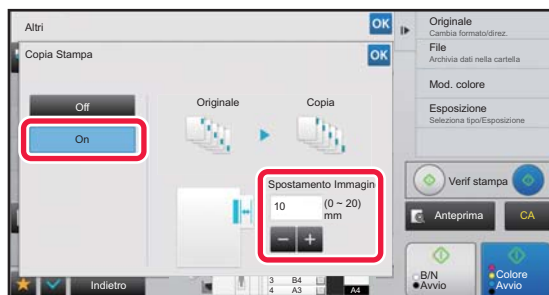 Altri
OK
Copia Stampa
OK
Off
On
Originale
Copia
Spostamento Immagin
10
(0 ~ 20)
mm
Indietro
3 B4
4 A3
A4
Originale
Cambia formato/direz.
File
Archivia dati nella cartella
Mod. colore
Esposizione
Seleziona tipo/Esposizione
Verif stampa
Anteprima
CA
B/N
Avvio
Colore
Avvio